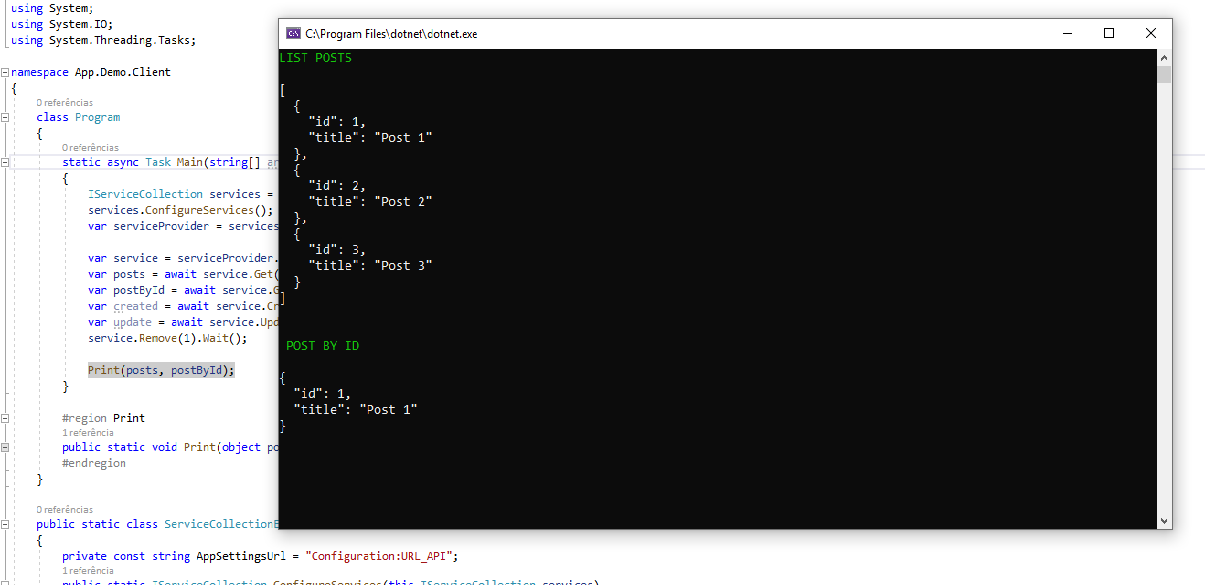 using System;
using System.IO;
using System.Threading.Tasks;
namespace App.Demo.Client
{
0 referências
class Program
{
0 referências
static async Task Main(string[]
{
IServiceCollection services =
services.ConfigureServices();
var serviceProvider = services
var service = serviceProvider.
var posts = await service.Get(
var postById = await service.G
var created = await service.Cr
var update = await service.Upd
service.Remove(1).Wait();
Print(posts, postById);
}
#region Print
1 referência
public static void Print(object po
#endregion
}
0 referências
public static class ServiceCollectionE
{
private const string AppSettingsUrl = "Configuration:URL_API";
1 referência
public static IServiceCollection ConfigureServices(this IServiceCollection services)
C:\Program Files\dotnet\dotnet.exe
LIST POSTS
[
{
"id": 1,
"title": "Post 1"
},
{
"id": 2,
"title": "Post 2"
},
{
"id": 3,
"title": "Post 3"
}
]
POST BY ID
{
"id": 1,
"title": "Post 1"
}